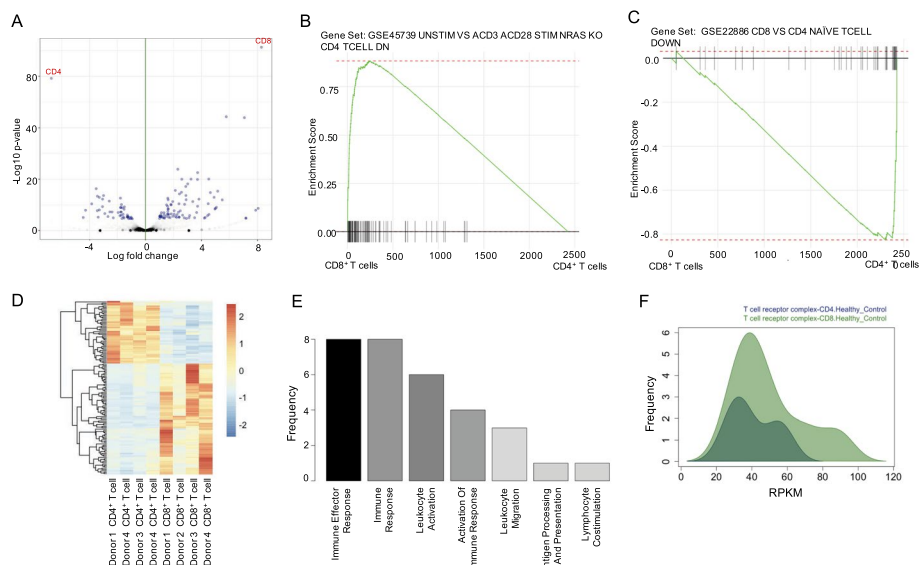 A
CD8
CD4
80
40
20
0
-Log10 p-value
-4
0
4
8
Log fold change
B
Gene Set: GSE45739 UNSTIM VS ACD3 ACD28 STIM NRAS KO
CD4 TCELL DN
0.75
0.50
0.25
0.00
Enrichment Score
500
1000
1500
2000
2500
CD8+ T cells
CD4+ T cells
C
Gene Set: GSE22886 CD8 VS CD4 NAÏVE TCELL
DOWN
0.0
-0.2
-0.4
-0.6
-0.8
Enrichment Score
0
500
1000
1500
2000
2500
CD8+ T cells
CD4+ T cells
D
2
1
0
-1
-2
Donor 1 CD4+ T cell
Donor 4 CD4+ T cell
Donor 3 CD4+ T cell
Donor 4 CD4+ T cell
Donor 1 CD8+ T cell
Donor 2 CD8+ T cell
Donor 3 CD8+ T cell
Donor 4 CD8+ T cell
E
8
6
4
2
0
Frequency
Immune Effector
Response
Immune
Response
Leukocyte
Activation
Activation Of
mmune Response
Leukocyte
Migration
ntigen Processing
And Presentation
Lymphocyte
Costimulation
F
T cell receptor complex-CD4.Healthy_Control
T cell receptor complex-CD8.Healthy_Control
6
5
4
3
2
1
0
Frequency
0
20
40
60
80
100
120
RPKM